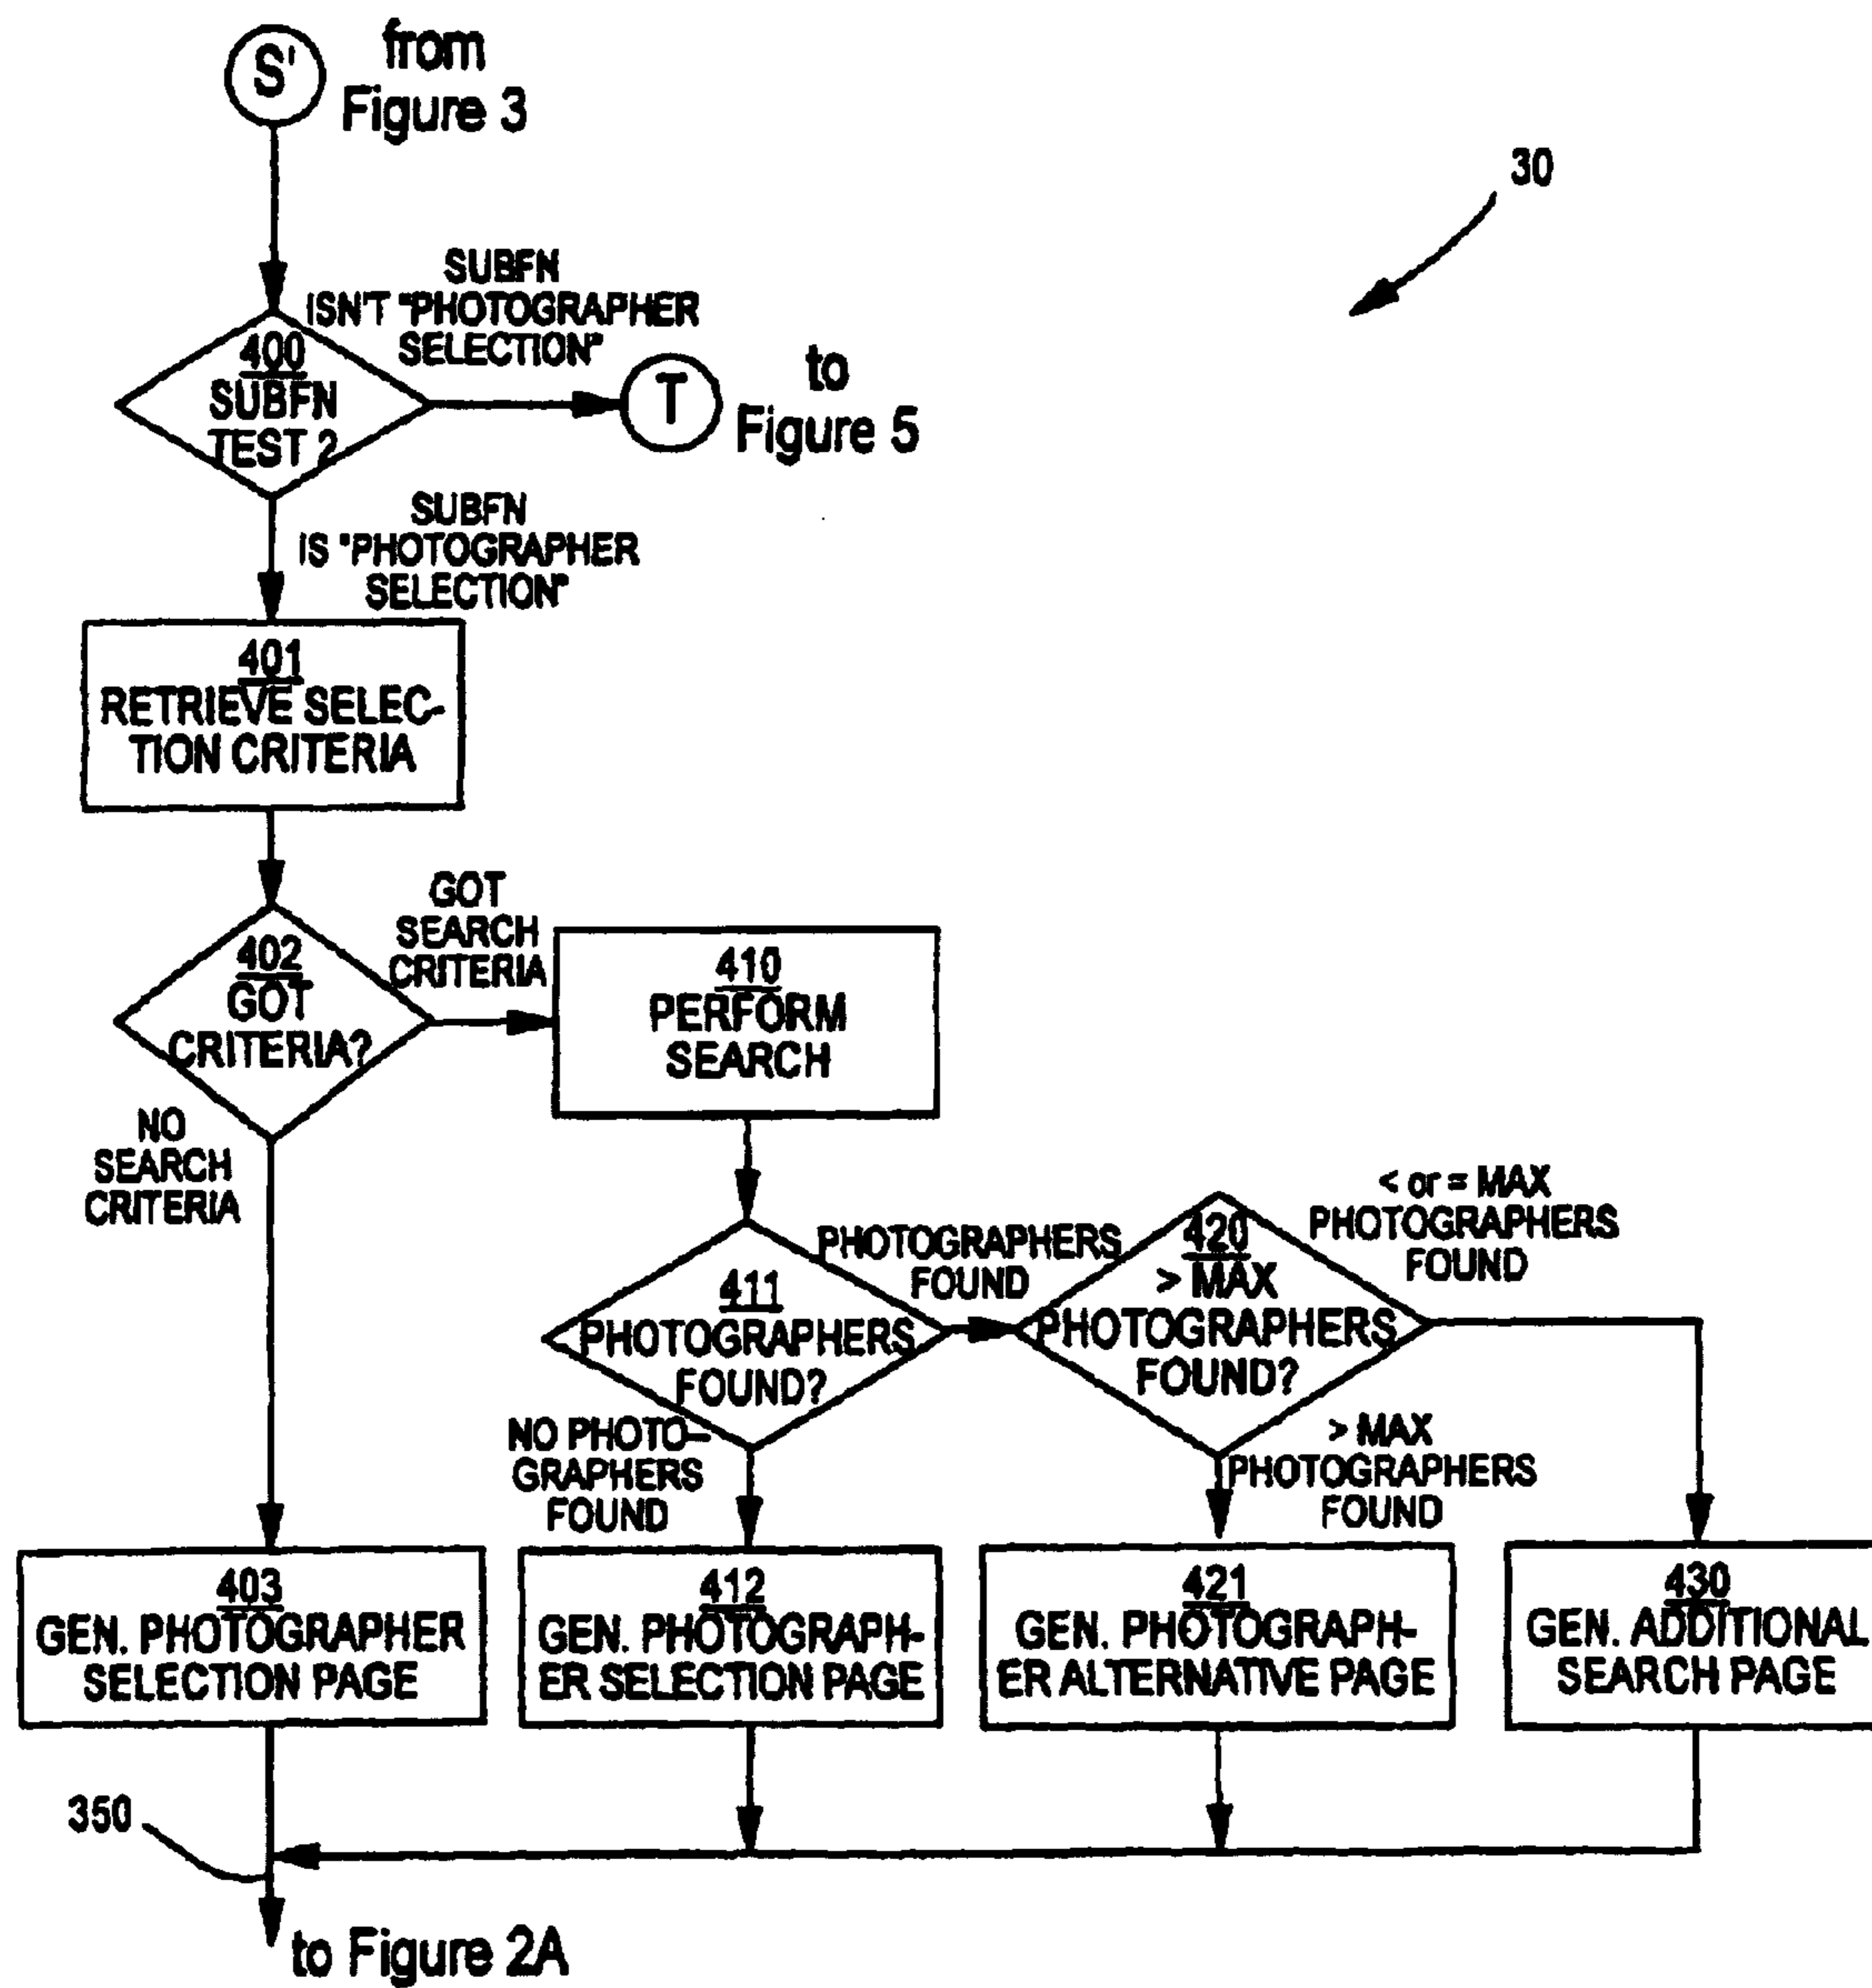 S'
from
Figure 3
30
SUBFN
ISN'T "PHOTOGRAPHER
SELECTION"
400
SUBFN
TEST 2
T
to
Figure 5
SUBFN
IS "PHOTOGRAPHER
SELECTION"
401
RETRIEVE SELEC-
TION CRITERIA
402
GOT
CRITERIA?
GOT
SEARCH
CRITERIA
410
PERFORM
SEARCH
NO
SEARCH
CRITERIA
411
PHOTOGRAPHERS
FOUND?
PHOTOGRAPHERS
FOUND
420
> MAX
PHOTOGRAPHERS
FOUND?
< or = MAX
PHOTOGRAPHERS
FOUND
NO PHOTO-
GRAPHERS
FOUND
> MAX
PHOTOGRAPHERS
FOUND
403
GEN. PHOTOGRAPHER
SELECTION PAGE
412
GEN. PHOTOGRAPH-
ER SELECTION PAGE
421
GEN. PHOTOGRAPH-
ER ALTERNATIVE PAGE
430
GEN. ADDITIONAL
SEARCH PAGE
350
to Figure 2A